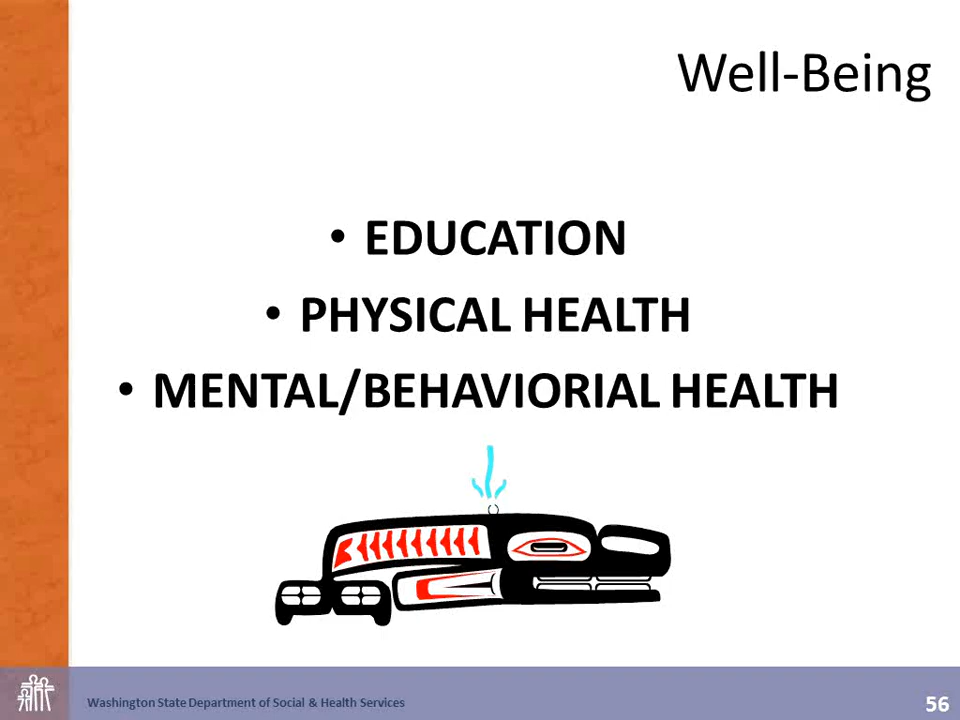 Well-Being
• EDUCATION
• PHYSICAL HEALTH
• MENTAL/BEHAVIORIAL HEALTH
Washington State Department of Social & Health Services
56